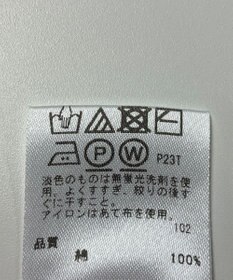 P
W
P23T
淡色のものは無蛍光洗剤を使
用、よくすすぎ、絞りの後す
ぐに干すこと。
アイロンはあて布を使用。
102
品質
綿 100%